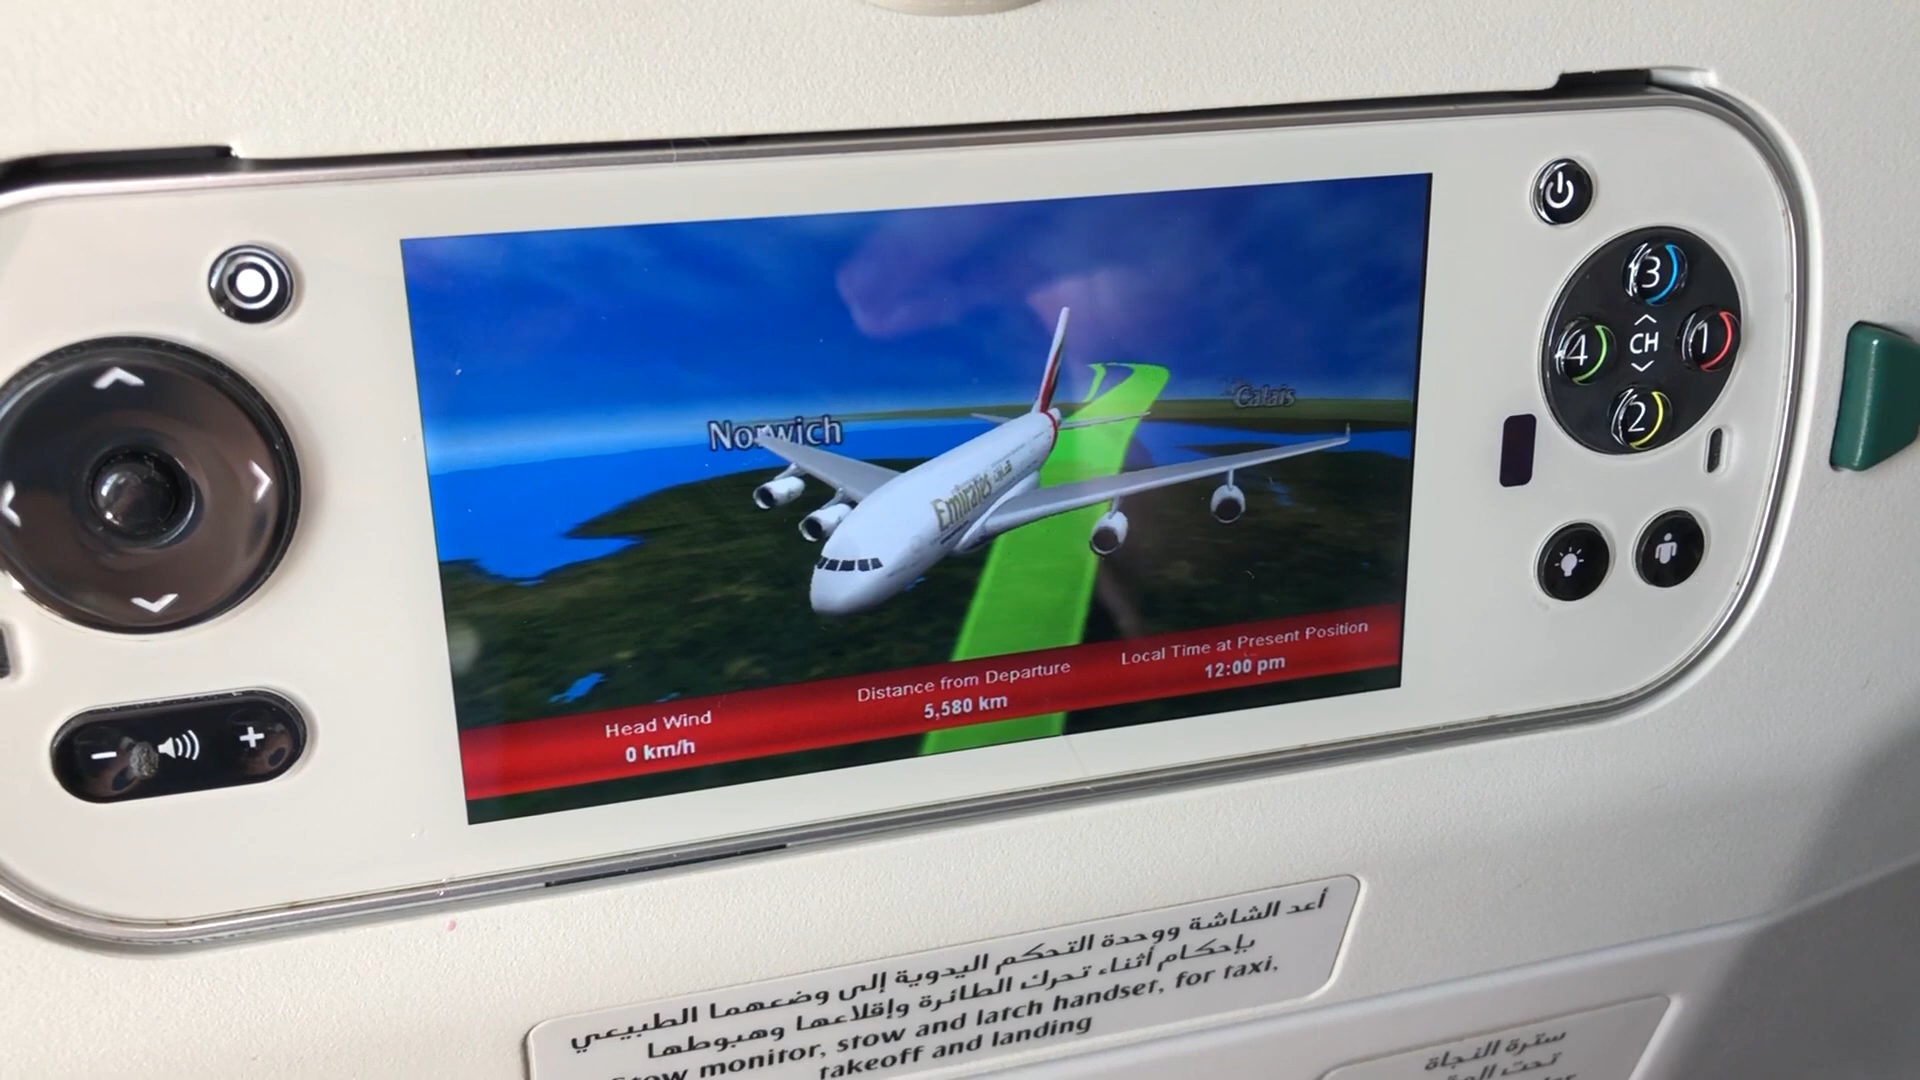 Norwich
Calais
Emirates
Head Wind
0 km/h
Distance from Departure
5,580 km
Local Time at Present Position
12:00 pm
3
4
CH
1
2
أعد الشاشة ووحدة التحكم اليدوية إلى وضعهما الطبيعي
بإحكام أثناء تحرك الطائرة وإقلاعها وهبوطها
Stow monitor, stow and latch handset, for taxi,
takeoff and landing
سترة النجاة
تحت